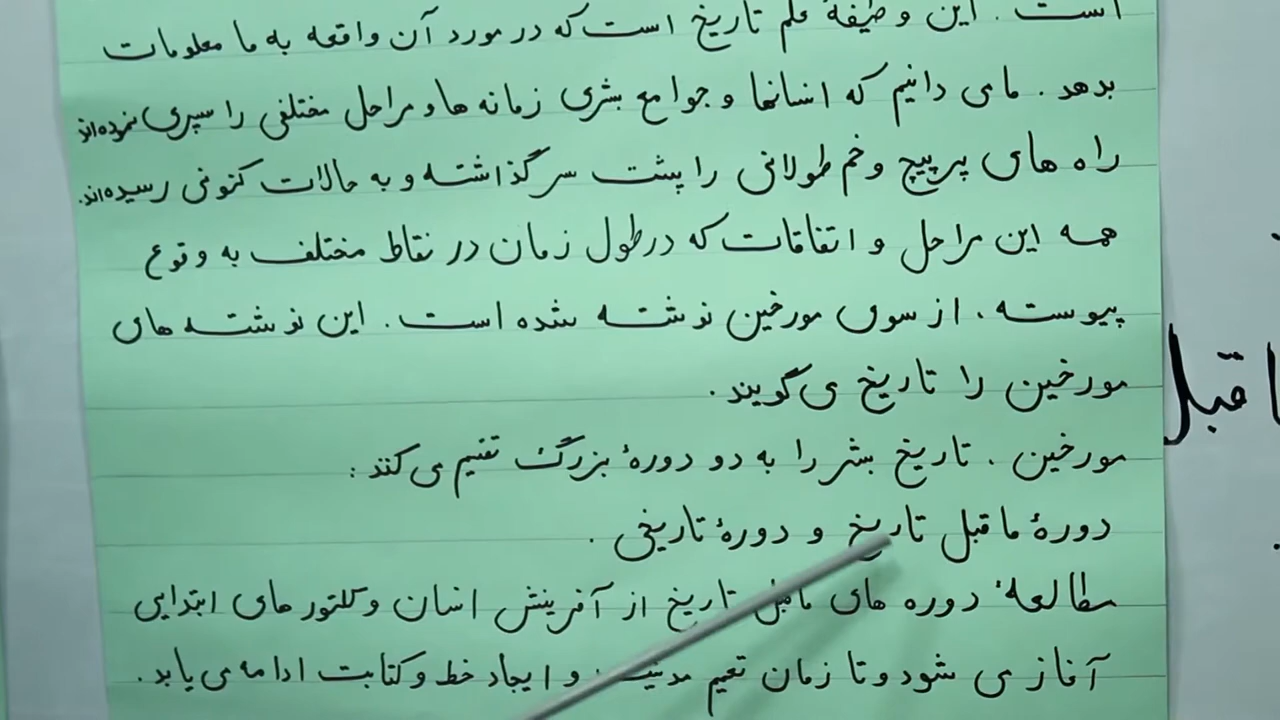 است . این وظیفهٔ علم تاریخ است که در مورد آن واقعه به ما معلومات
بدهد . ما می دانیم که انسانها و جوامع بشری زمانه ها و مراحل مختلفی را سپری نموده‌اند
راه های پرپیچ و خم طولانی را پشت سر گذاشته و به حالات کنونی رسیده‌اند.
همه این مراحل و اتفاقات که در طول زمان در نقاط مختلف به وقوع
پیوسته ، از سوی مورخین نوشته شده است . این نوشته های
مورخین را تاریخ می گویند .
مورخین ، تاریخ بشر را به دو دورهٔ بزرگ تقسیم می کنند :
دورهٔ ما قبل تاریخ و دورهٔ تاریخی .
مطالعهٔ دوره های ماقبل تاریخ از آفرینش انسان و کلتور های ابتدایی
آغاز می شود و تا زمان تعیم مدنیت و ایجاد خط و کتابت ادامه می یابد .
ا قبل